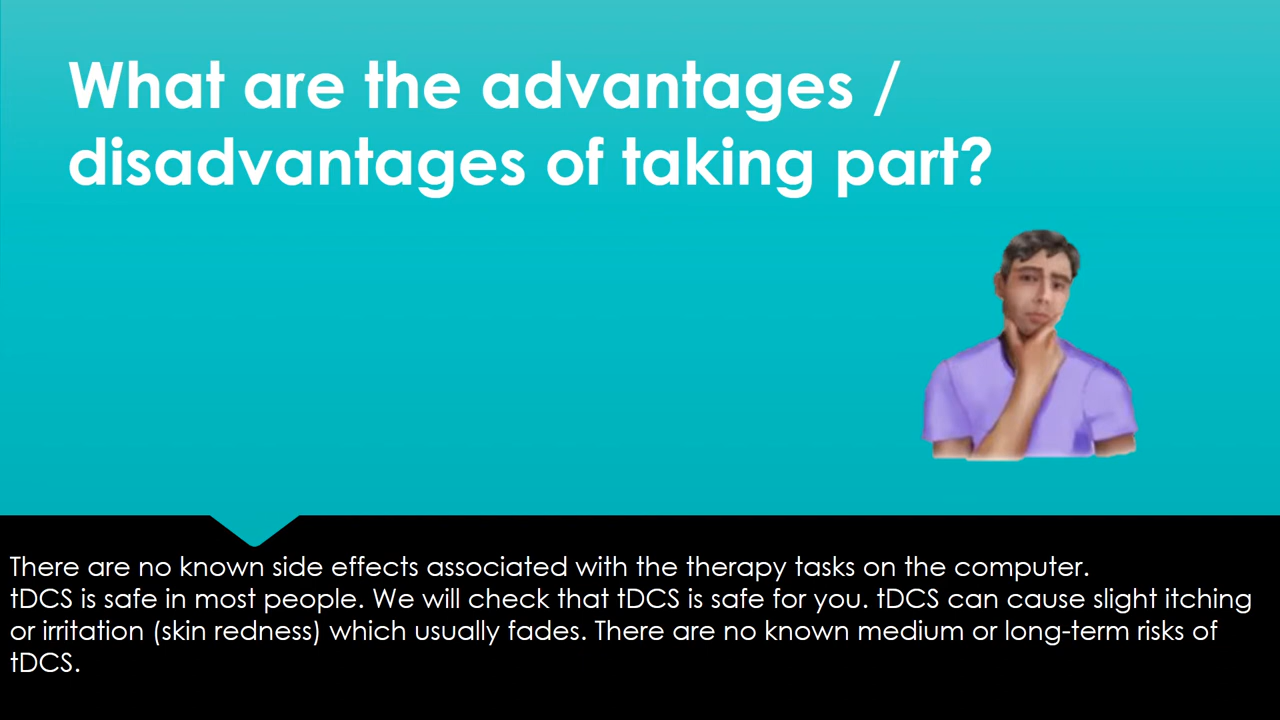 What are the advantages /
disadvantages of taking part?
There are no known side effects associated with the therapy tasks on the computer.
tDCS is safe in most people. We will check that tDCS is safe for you. tDCS can cause slight itching
or irritation (skin redness) which usually fades. There are no known medium or long-term risks of
tDCS.